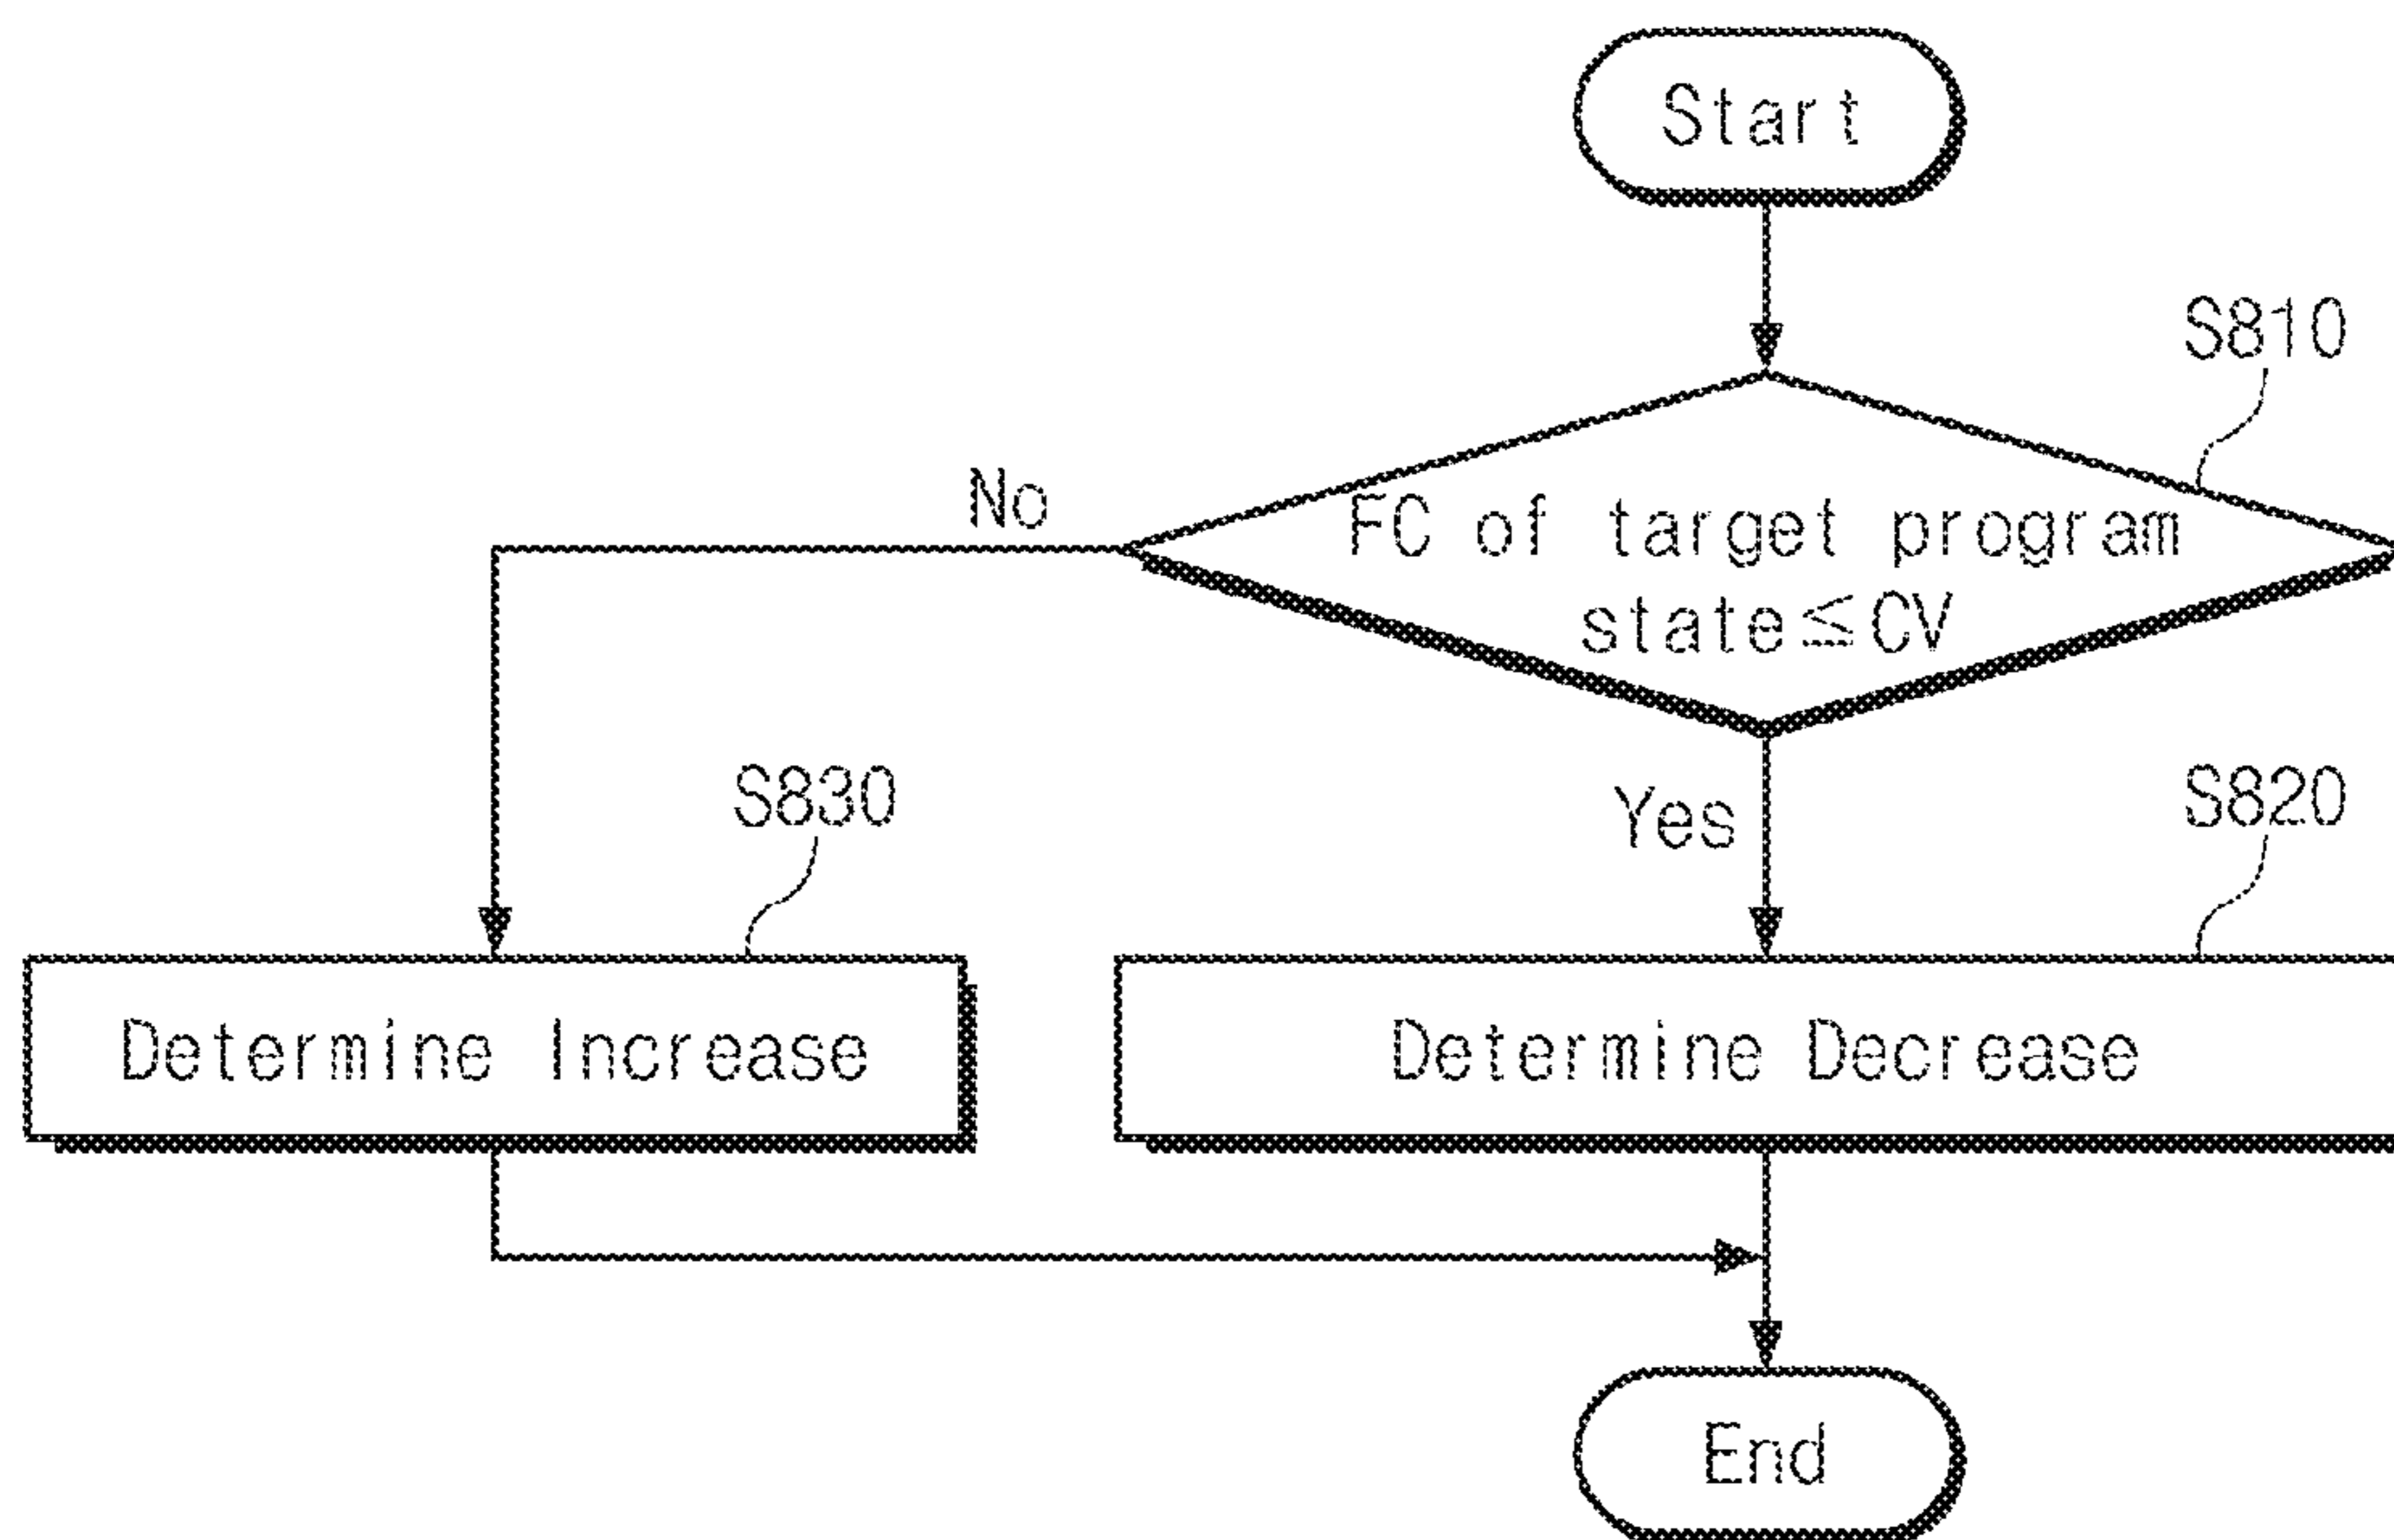 Start
S810
No
FC of target program
state≦CV
S830
Yes
S820
Determine Increase
Determine Decrease
End